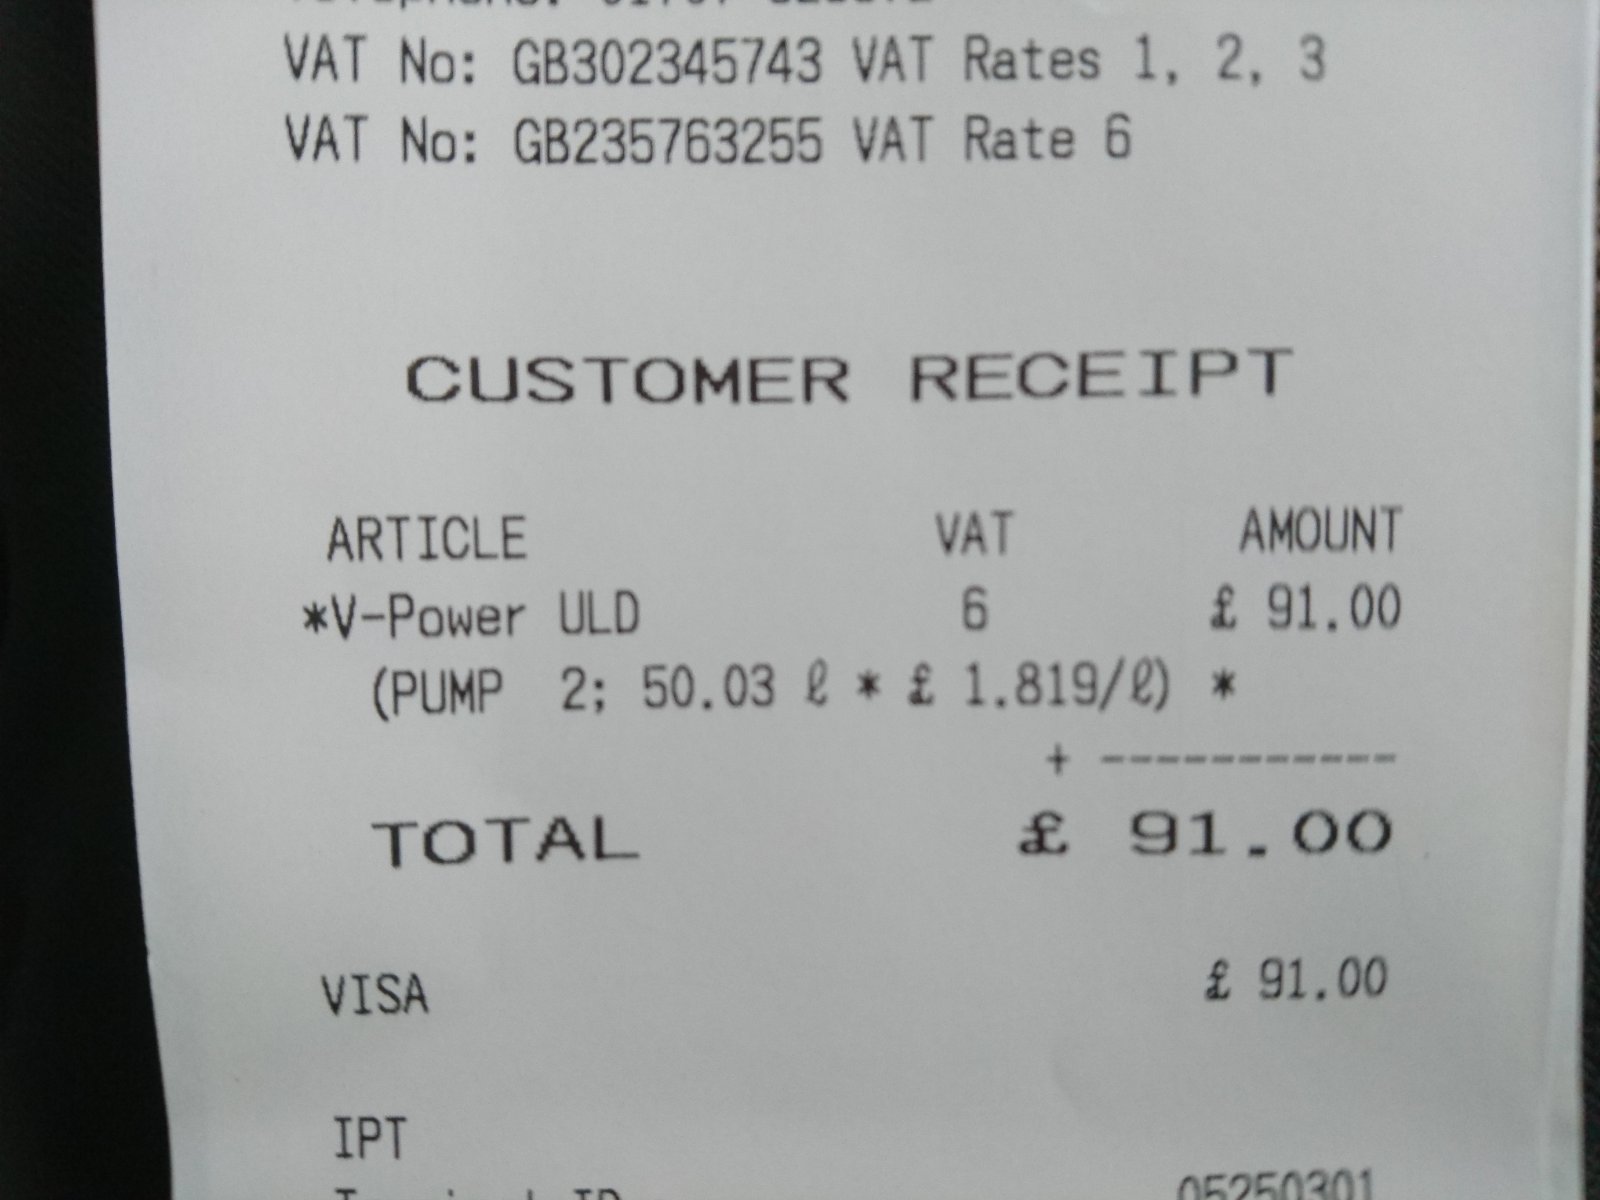 VAT No: GB302345743 VAT Rates 1, 2, 3
VAT No: GB235763255 VAT Rate 6
CUSTOMER RECEIPT
ARTICLE VAT AMOUNT
*V-Power ULD 6 £ 91.00
(PUMP 2; 50.03 ℓ * £ 1.819/ℓ) *
+ -----------
TOTAL £ 91.00
VISA £ 91.00
IPT
05250301